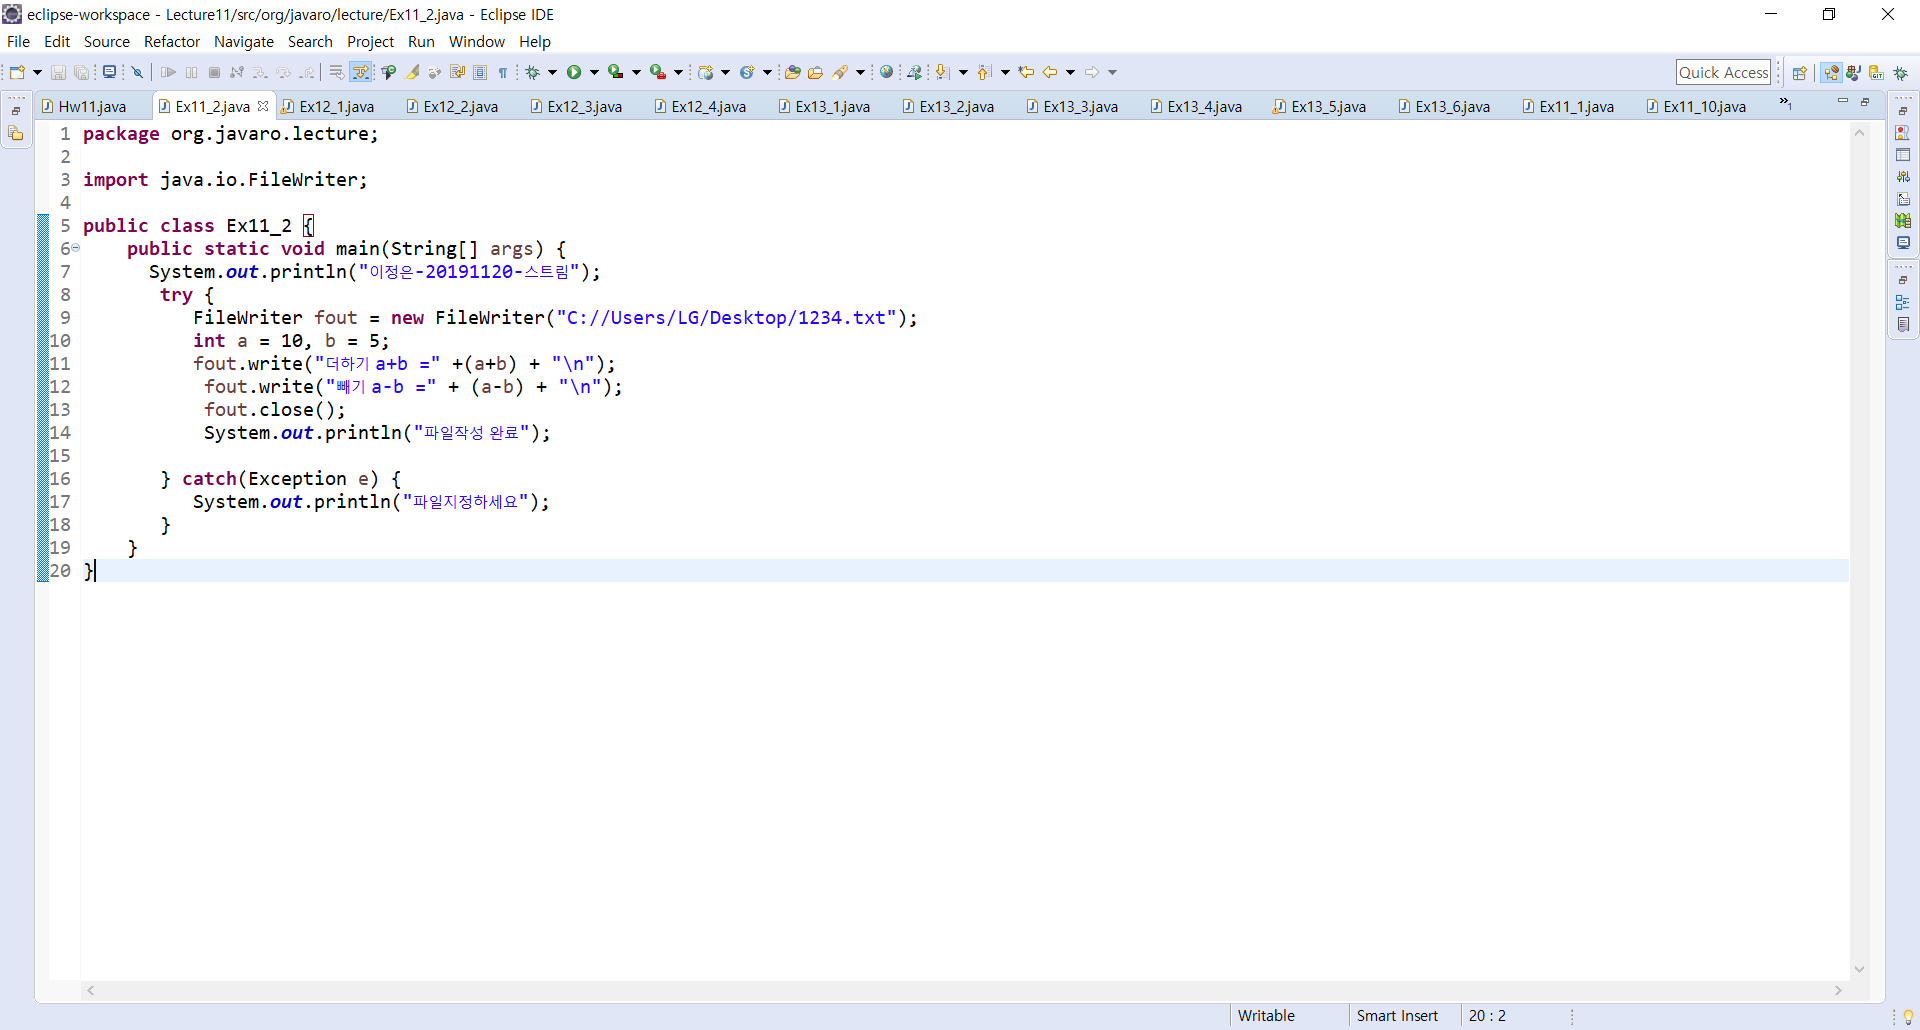 eclipse-workspace - Lecture11/src/org/javaro/lecture/Ex11_2.java - Eclipse IDE
File Edit Source Refactor Navigate Search Project Run Window Help
Quick Access
Hw11.java Ex11_2.java Ex12_1.java Ex12_2.java Ex12_3.java Ex12_4.java Ex13_1.java Ex13_2.java Ex13_3.java Ex13_4.java Ex13_5.java Ex13_6.java Ex11_1.java Ex11_10.java »1
1 package org.javaro.lecture;
2
3 import java.io.FileWriter;
4
5 public class Ex11_2 {
6 public static void main(String[] args) {
7 System.out.println("이정은-20191120-스트림");
8 try {
9 FileWriter fout = new FileWriter("C://Users/LG/Desktop/1234.txt");
10 int a = 10, b = 5;
11 fout.write("더하기 a+b =" +(a+b) + "\n");
12 fout.write("빼기 a-b =" + (a-b) + "\n");
13 fout.close();
14 System.out.println("파일작성 완료");
15
16 } catch(Exception e) {
17 System.out.println("파일지정하세요");
18 }
19 }
20 }
Writable Smart Insert 20 : 2